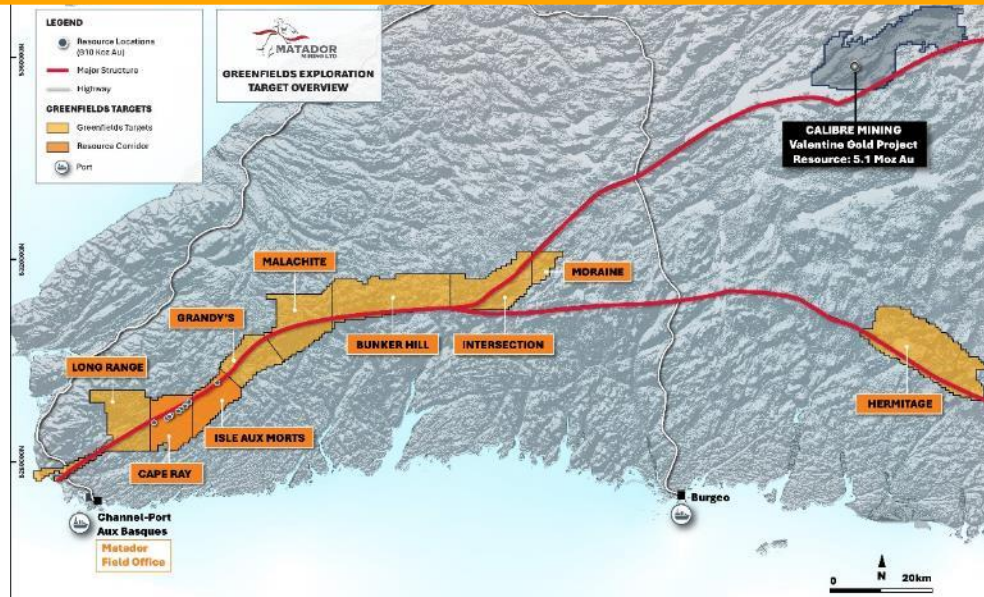 LEGEND
Resource Locations
(910 Koz Au)
Major Structure
Highway
GREENFIELDS TARGETS
Greenfields Targets
Resource Corridor
Port
MATADOR
MINING LTD
GREENFIELDS EXPLORATION
TARGET OVERVIEW
CALIBRE MINING
Valentine Gold Project
Resource: 5.1 Moz Au
MALACHITE
MORAINE
GRANDY'S
BUNKER HILL
INTERSECTION
LONG RANGE
HERMITAGE
ISLE AUX MORTS
CAPE RAY
Channel-Port
Aux Basques
Matador
Field Office
Burgeo
N
0 20km